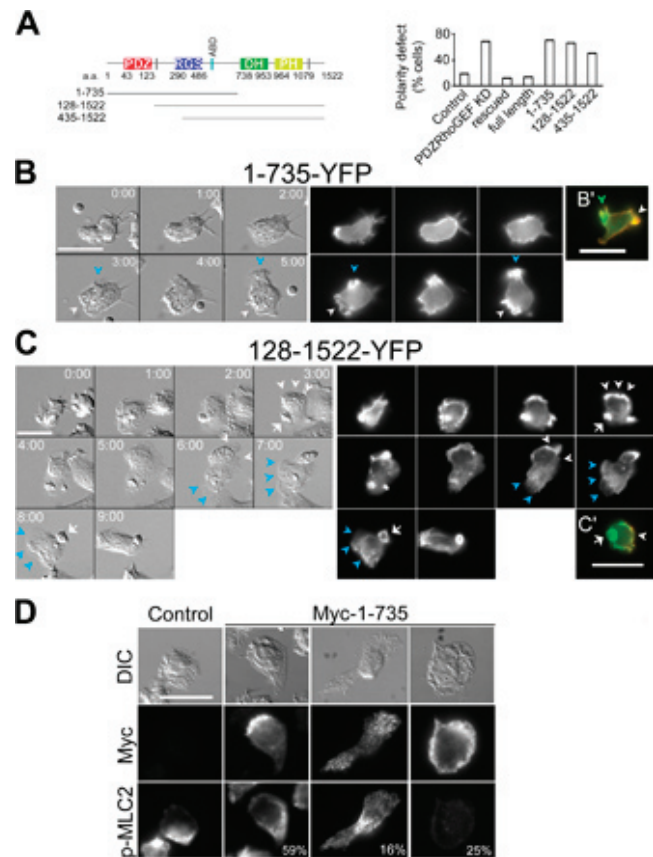 A
PDZ RGS ABD DH PH
a.a. 1 43 123 290 486 738 953 964 1079 1522
1-735
128-1522
435-1522
Polarity defect
(% cells)
60
40
20
0
Control
PDZRhoGEF KD
rescued
full length
1-735
128-1522
435-1522
B
1-735-YFP
0:00 1:00 2:00
B'
3:00 4:00 5:00
C
128-1522-YFP
0:00 1:00 2:00 3:00
4:00 5:00 6:00 7:00
8:00 9:00
C'
D
Control Myc-1-735
DIC
Myc
p-MLC2
59% 16% 25%